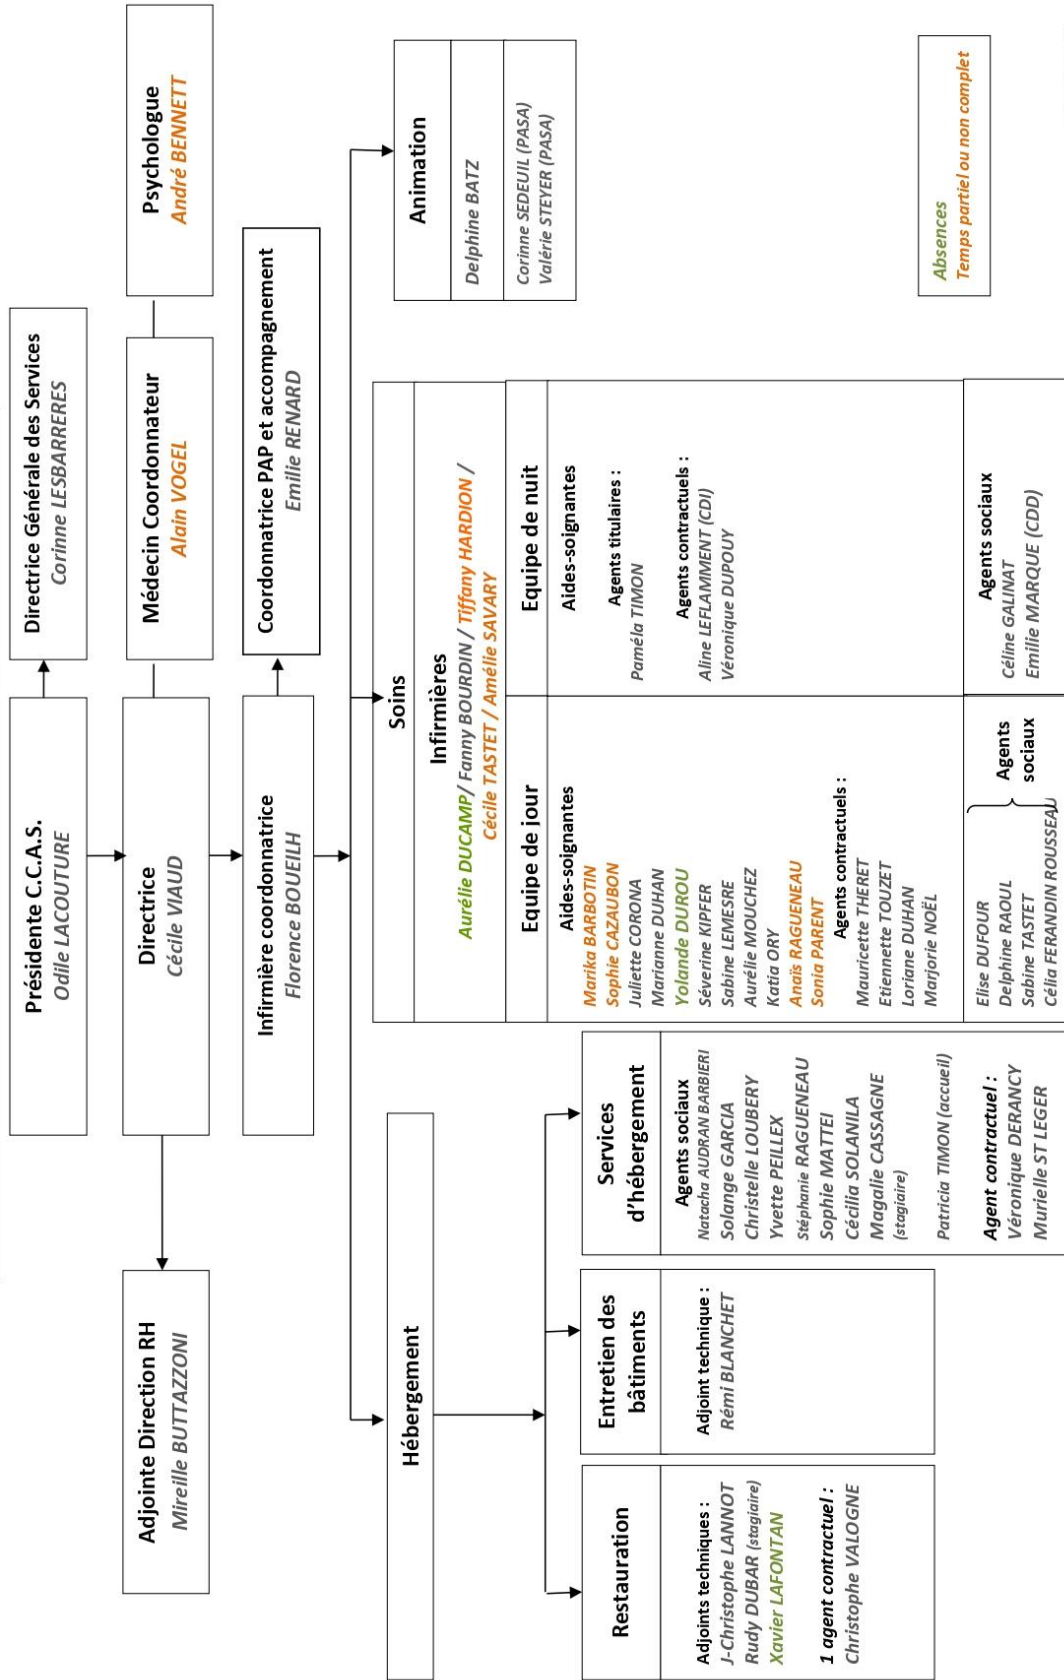 Présidente C.C.A.S.
Odile LACOUTURE
Directrice Générale des Services
Corinne LESBARRERES
Adjointe Direction RH
Mireille BUTTAZZONI
Directrice
Cécile VIAUD
Médecin Coordonnateur
Alain VOGEL
Psychologue
André BENNETT
Infirmière coordonnatrice
Florence BOUEILH
Coordonnatrice PAP et accompagnement
Emilie RENARD
Hébergement
Restauration
Adjoints techniques :
J-Christophe LANNOT
Rudy DUBAR (stagiaire)
Xavier LAFONTAN
1 agent contractuel :
Christophe VALOGNE
Entretien des
bâtiments
Adjoint technique :
Rémi BLANCHET
Services
d'hébergement
Agents sociaux
Natacha AUDRAN BARBIERI
Solange GARCIA
Christelle LOUBERY
Yvette PEILLEX
Stéphanie RAGUENEAU
Sophie MATTEI
Cécilia SOLANILA
Magalie CASSAGNE
(stagiaire)
Patricia TIMON (accueil)
Agent contractuel :
Véronique DERANCY
Murielle ST LEGER
Soins
Infirmières
Aurélie DUCAMP/ Fanny BOURDIN / Tiffany HARDION /
Cécile TASTET / Amélie SAVARY
Equipe de jour
Aides-soignantes
Marika BARBOTIN
Sophie CAZAUBON
Juliette CORONA
Marianne DUHAN
Yolande DUROU
Séverine KIPFER
Sabine LEMESRE
Aurélie MOUCHEZ
Katia ORY
Anaïs RAGUENEAU
Sonia PARENT
Agents contractuels :
Mauricette THERET
Etiennette TOUZET
Loriane DUHAN
Marjorie NOËL
Elise DUFOUR
Delphine RAOUL
Sabine TASTET
Célia FERANDIN ROUSSEAU
Agents
sociaux
Equipe de nuit
Aides-soignantes
Agents titulaires :
Paméla TIMON
Agents contractuels :
Aline LEFLAMMENT (CDI)
Véronique DUPOUY
Agents sociaux
Céline GALINAT
Emilie MARQUE (CDD)
Animation
Delphine BATZ
Corinne SEDEUIL (PASA)
Valérie STEYER (PASA)
Absences
Temps partiel ou non complet